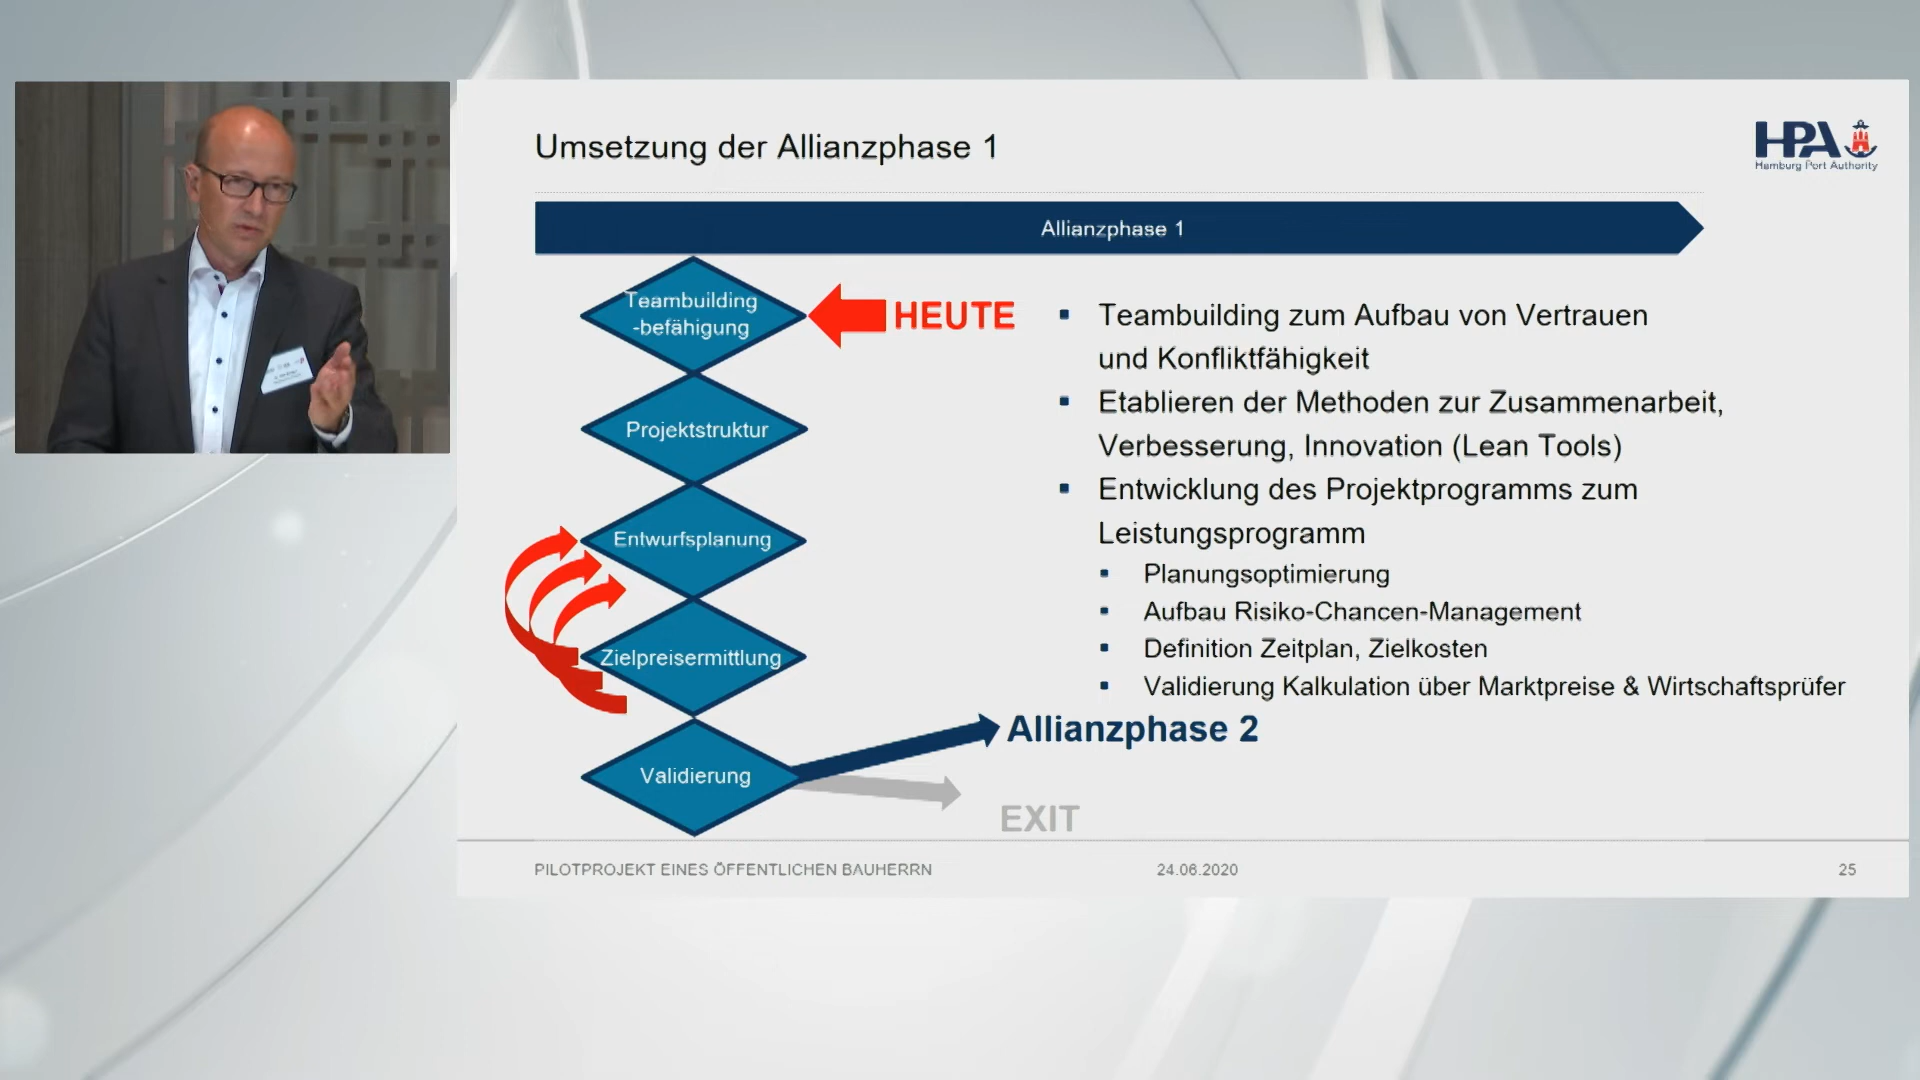 Umsetzung der Allianzphase 1
HPA
Hamburg Port Authority
Allianzphase 1
Teambuilding
-befähigung
HEUTE
Projektstruktur
Entwurfsplanung
Zielpreisermittlung
Validierung
▪ Teambuilding zum Aufbau von Vertrauen
und Konfliktfähigkeit
▪ Etablieren der Methoden zur Zusammenarbeit,
Verbesserung, Innovation (Lean Tools)
▪ Entwicklung des Projektprogramms zum
Leistungsprogramm
▪ Planungsoptimierung
▪ Aufbau Risiko-Chancen-Management
▪ Definition Zeitplan, Zielkosten
▪ Validierung Kalkulation über Marktpreise & Wirtschaftsprüfer
Allianzphase 2
EXIT
PILOTPROJEKT EINES ÖFFENTLICHEN BAUHERRN
24.06.2020
25